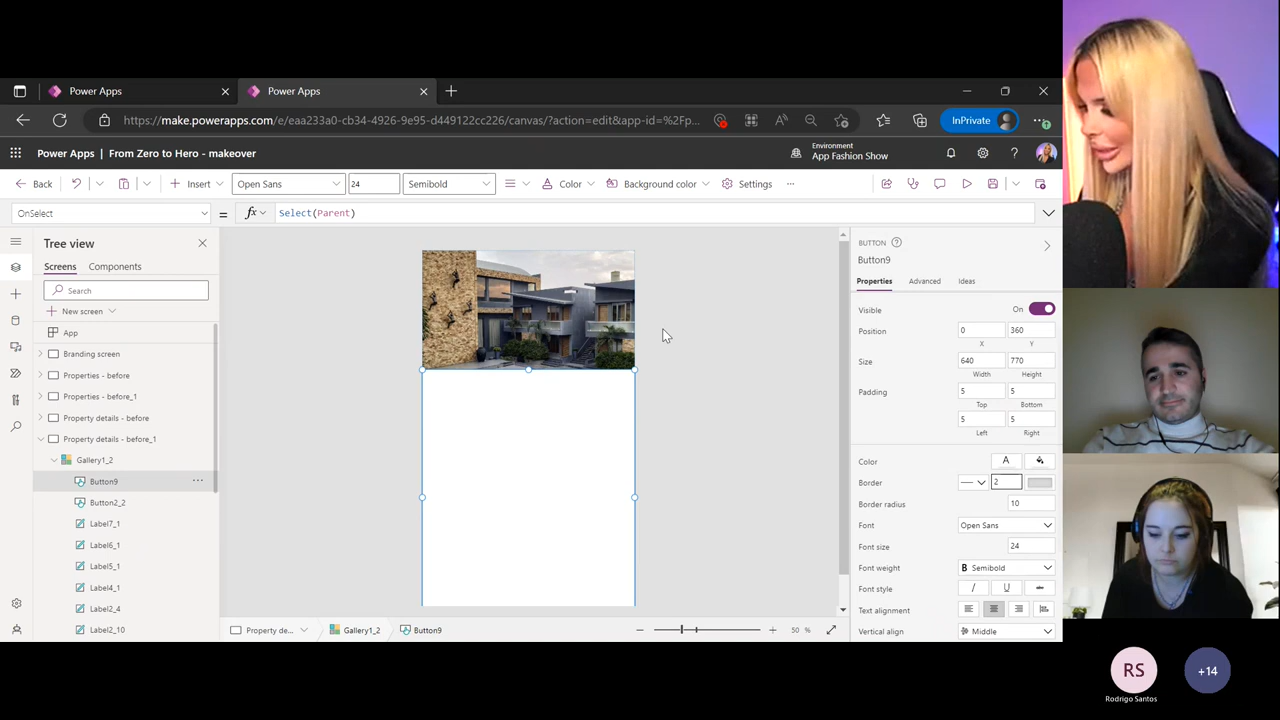 Power Apps
Power Apps
https://make.powerapps.com/e/eaa233a0-cb34-4926-9e95-d449122cc226/canvas/?action=edit&app-id=%2Fp...
InPrivate
Power Apps | From Zero to Hero - makeover
Environment
App Fashion Show
Back
Insert
Open Sans
24
Semibold
Color
Background color
Settings
OnSelect
= fx
Select(Parent)
Tree view
Screens
Components
Search
New screen
App
Branding screen
Properties - before
Properties - before_1
Property details - before
Property details - before_1
Gallery1_2
Button9
Button2_2
Label7_1
Label6_1
Label5_1
Label4_1
Label2_4
Label2_10
BUTTON
Button9
Properties
Advanced
Ideas
Visible
On
Position
0
360
X
Y
Size
640
770
Width
Height
Padding
5
5
Top
Bottom
5
5
Left
Right
Color
A
Border
2
Border radius
10
Font
Open Sans
Font size
24
Font weight
B Semibold
Font style
Text alignment
Vertical align
Middle
Property de...
Gallery1_2
Button9
50 %
RS
+14
Rodrigo Santos